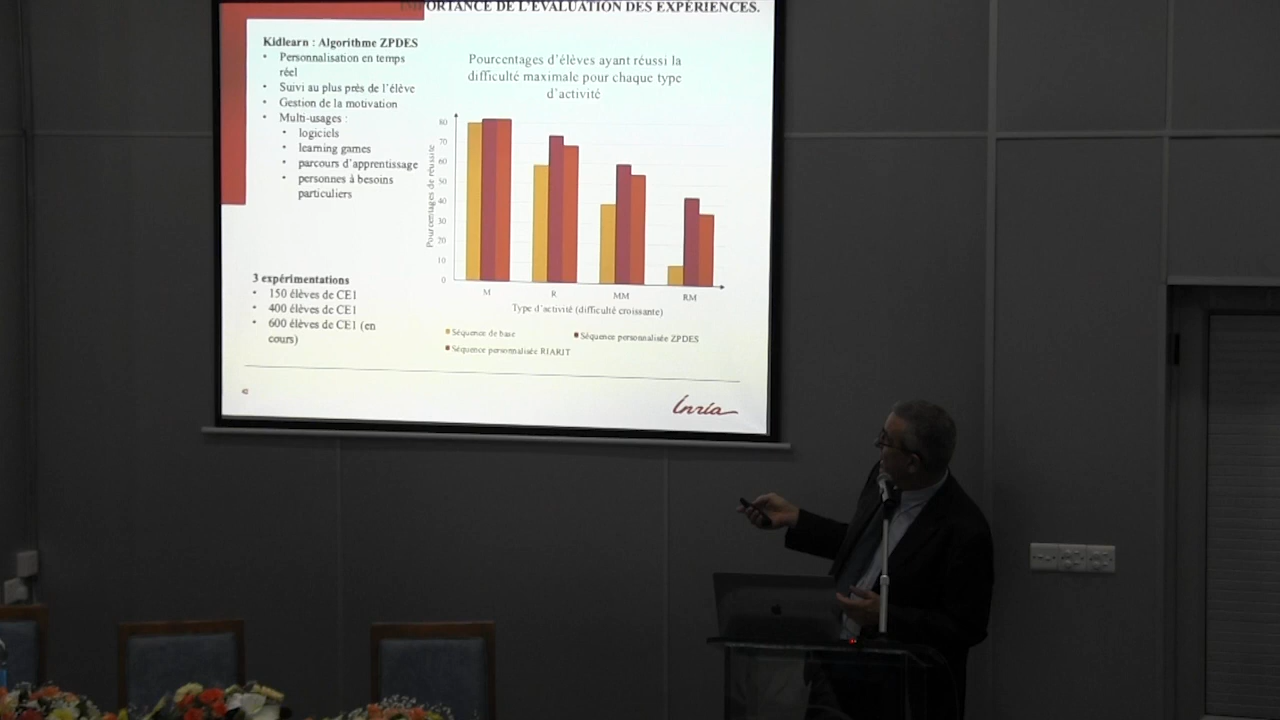 IMPORTANCE DE L'ÉVALUATION DES EXPÉRIENCES.
Kidlearn : Algorithme ZPDES
• Personnalisation en temps
réel
• Suivi au plus près de l'élève
• Gestion de la motivation
• Multi-usages :
• logiciels
• learning games
• parcours d'apprentissage
• personnes à besoins
particuliers
3 expérimentations
• 150 élèves de CE1
• 400 élèves de CE1
• 600 élèves de CE1 (en
cours)
Pourcentages d'élèves ayant réussi la
difficulté maximale pour chaque type
d'activité
Pourcentages de réussite
80
70
60
50
40
30
20
10
0
M R MM RM
Type d'activité (difficulté croissante)
Séquence de base
Séquence personnalisée ZPDES
Séquence personnalisée RIARIT
Inria